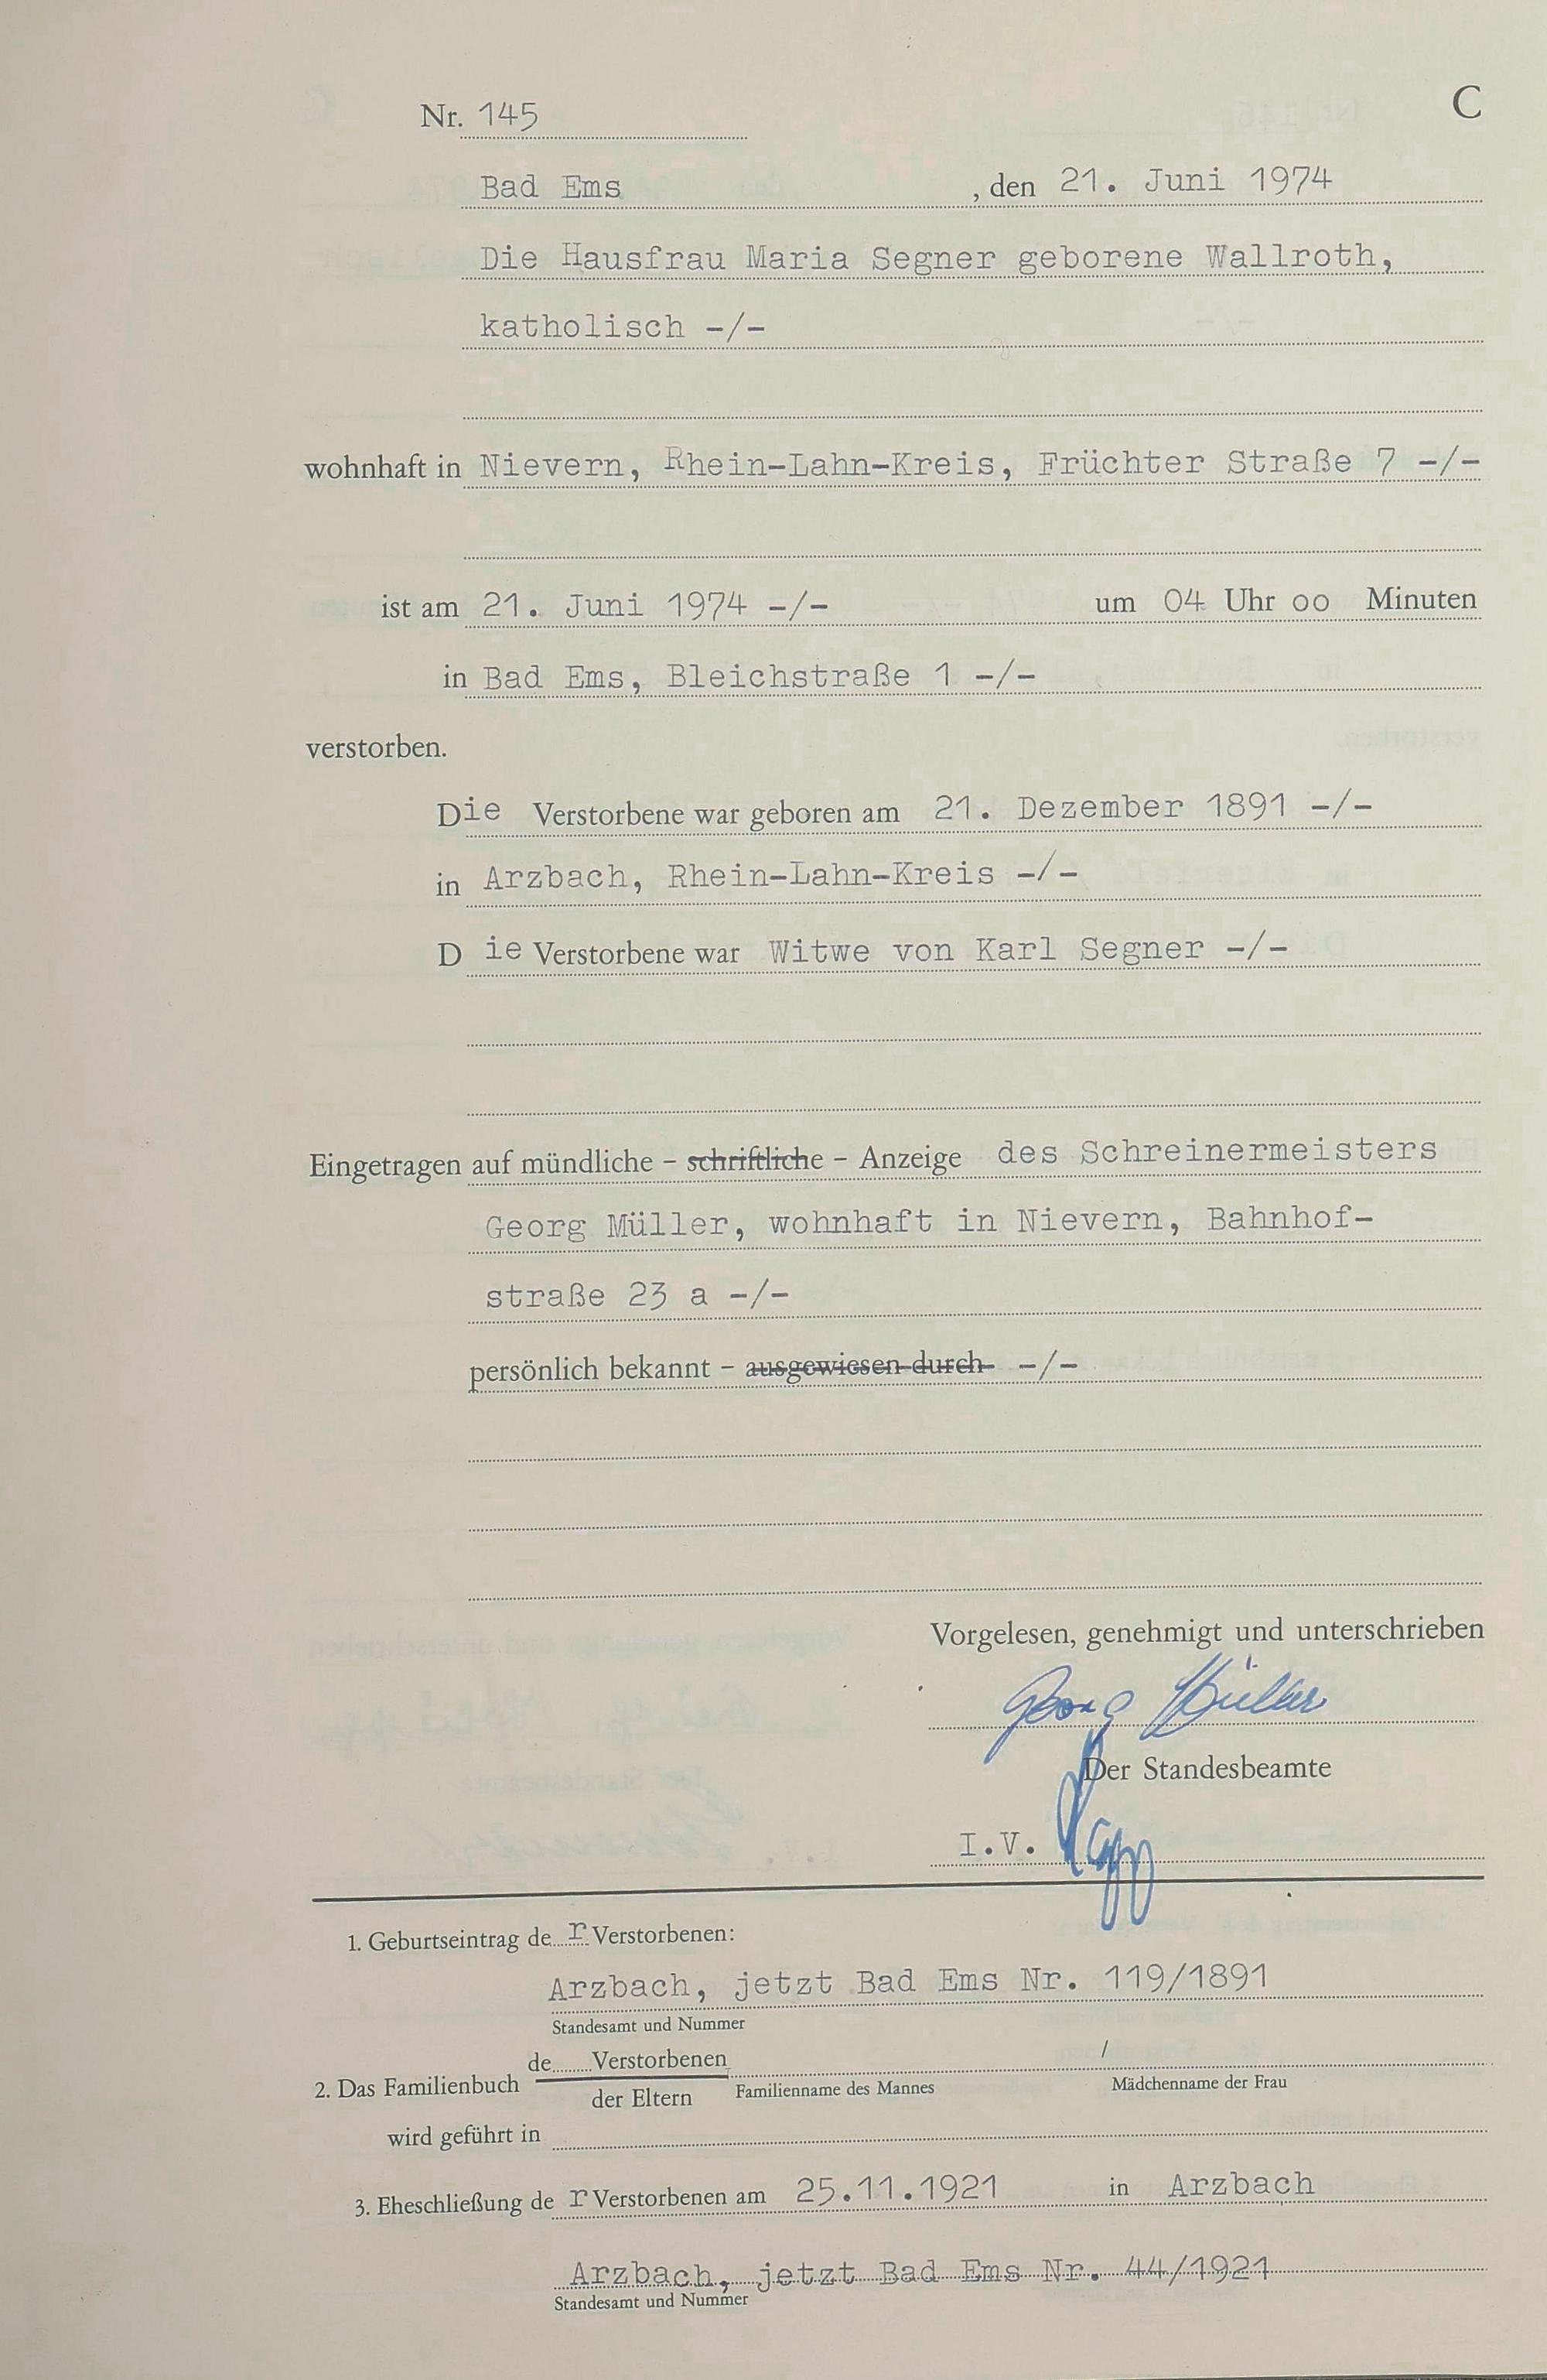 Nr. 145
C
Bad Ems , den 21. Juni 1974
Die Hausfrau Maria Segner geborene Wallroth,
katholisch -/-
wohnhaft in Nievern, Rhein-Lahn-Kreis, Früchter Straße 7 -/-
ist am 21. Juni 1974 -/- um 04 Uhr 00 Minuten
in Bad Ems, Bleichstraße 1 -/-
verstorben.
Die Verstorbene war geboren am 21. Dezember 1891 -/-
in Arzbach, Rhein-Lahn-Kreis -/-
D ie Verstorbene war Witwe von Karl Segner -/-
Eingetragen auf mündliche - schriftliche - Anzeige des Schreinermeisters
Georg Müller, wohnhaft in Nievern, Bahnhof-
straße 23 a -/-
persönlich bekannt - ausgewiesen durch -/-
Vorgelesen, genehmigt und unterschrieben
Georg Müller
Der Standesbeamte
I.V. Rapp
1. Geburtseintrag de r Verstorbenen:
Arzbach, jetzt Bad Ems Nr. 119/1891
Standesamt und Nummer
de Verstorbenen /
2. Das Familienbuch der Eltern Familienname des Mannes Mädchenname der Frau
wird geführt in
3. Eheschließung de r Verstorbenen am 25.11.1921 in Arzbach
Arzbach, jetzt Bad Ems Nr. 44/1921
Standesamt und Nummer